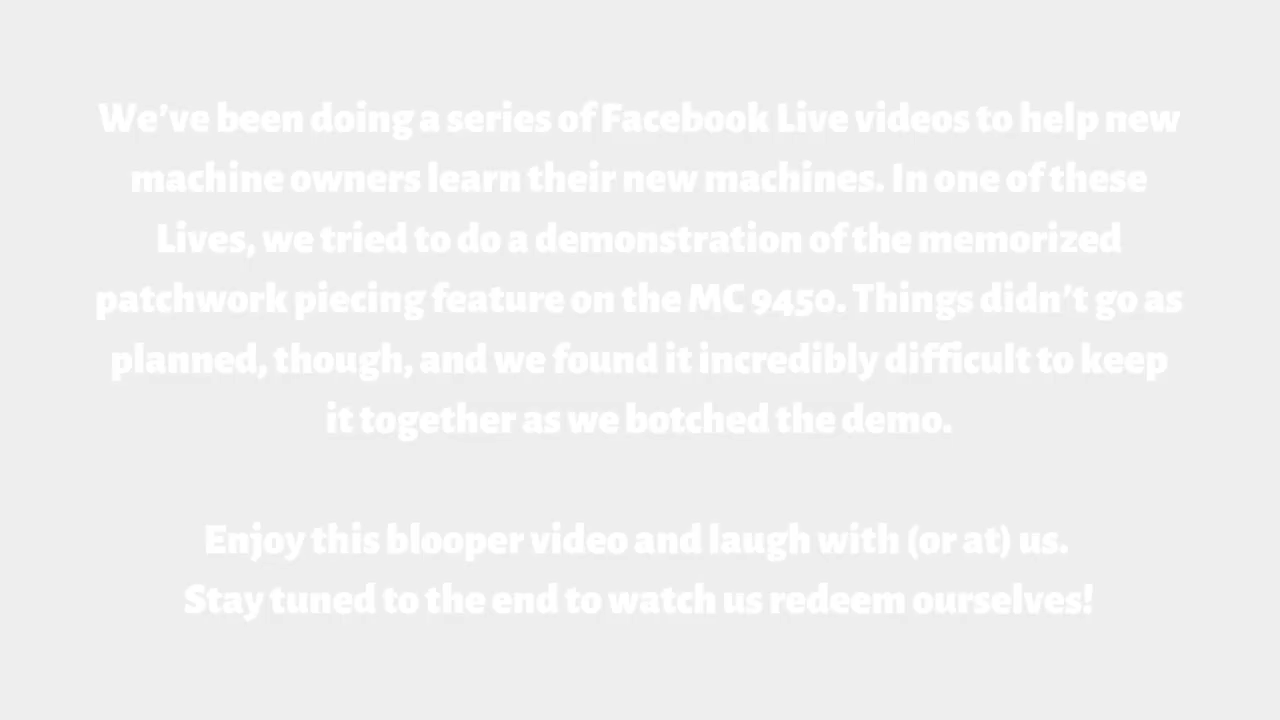 We've been doing a series of Facebook Live videos to help new
machine owners learn their new machines. In one of these
Lives, we tried to do a demonstration of the memorized
patchwork piecing feature on the MC 9450. Things didn't go as
planned, though, and we found it incredibly difficult to keep
it together as we botched the demo.
Enjoy this blooper video and laugh with (or at) us.
Stay tuned to the end to watch us redeem ourselves!